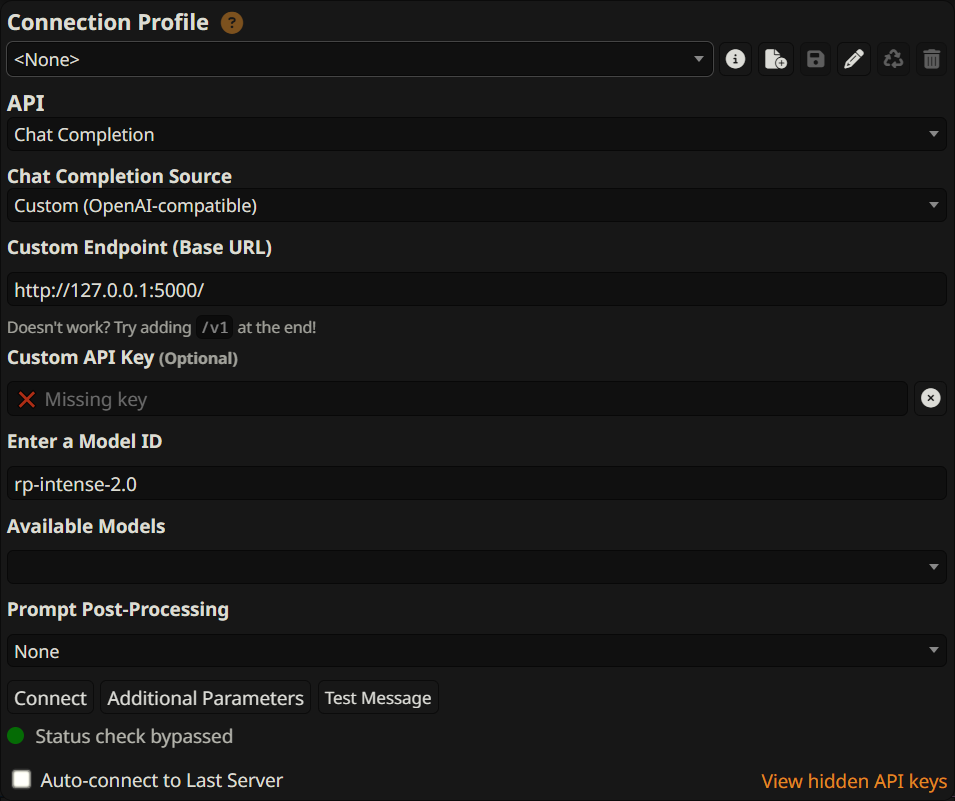 Connection Profile ?
<None>
API
Chat Completion
Chat Completion Source
Custom (OpenAI-compatible)
Custom Endpoint (Base URL)
http://127.0.0.1:5000/
Doesn't work? Try adding /v1 at the end!
Custom API Key (Optional)
Missing key
Enter a Model ID
rp-intense-2.0
Available Models
Prompt Post-Processing
None
Connect Additional Parameters Test Message
Status check bypassed
Auto-connect to Last Server View hidden API keys